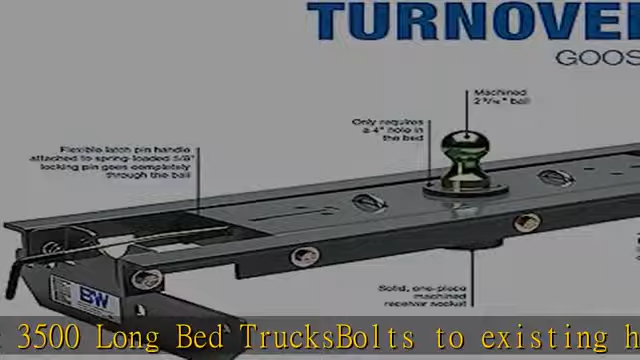 TURNOVE
GOOS
Machined
2 5/16" ball
Only requires
a 4" hole in
the bed
Flexible latch pin handle
attached to spring-loaded 5/8"
locking pin goes completely
through the ball
Solid, one-piece
machined
receiver socket
B&W
3500 Long Bed TrucksBolts to existing h